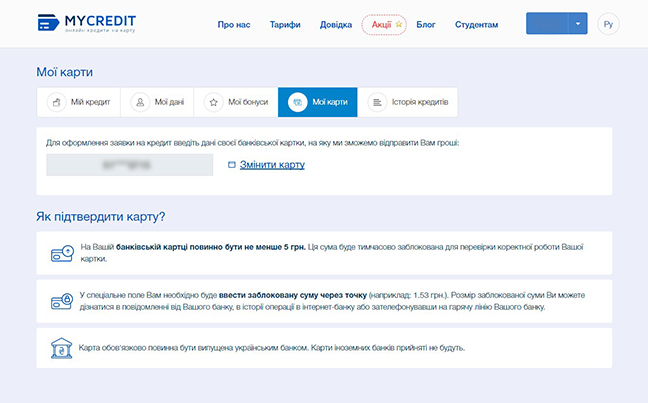 MYCREDIT
онлайн кредити на карту
Про нас Тарифи Довідка Акції Блог Студентам Ру
Мої карти
Мій кредит Мої дані Мої бонуси Мої карти Історія кредитів
Для оформлення заявки на кредит введіть дані своєї банківської картки, на яку ми зможемо відправити Вам гроші:
Змінити карту
Як підтвердити карту?
На Вашій банківській картці повинно бути не менше 5 грн. Ця сума буде тимчасово заблокована для перевірки коректної роботи Вашої
картки.
У спеціальне поле Вам необхідно буде ввести заблоковану суму через точку (наприклад: 1.53 грн.). Розмір заблокованої суми Ви можете
дізнатися в повідомленні від Вашого банку, в історії операції в інтернет-банку або зателефонувавши на гарячу лінію Вашого банку.
Карта обов'язково повинна бути випущена українським банком. Карти іноземних банків прийняті не будуть.